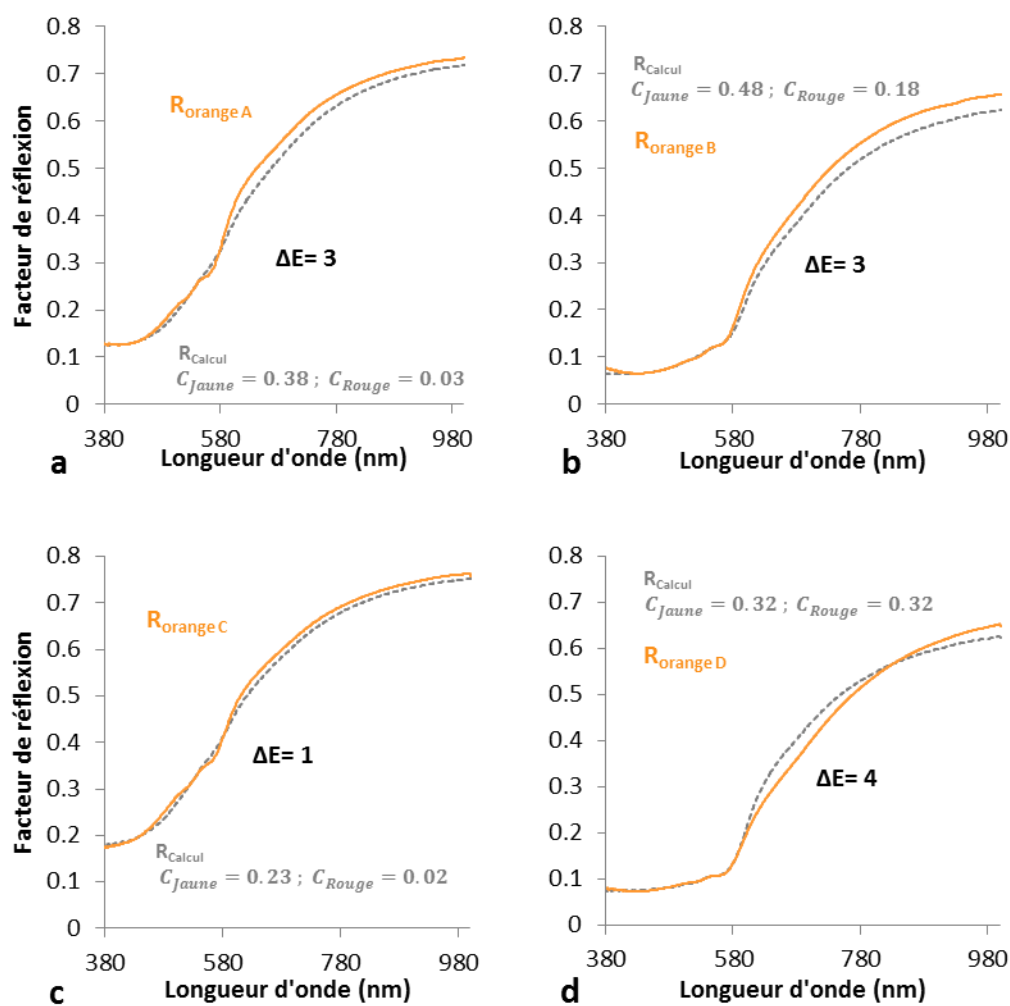 0.8
0.7
0.6
0.5
0.4
0.3
0.2
0.1
0
Facteur de réflexion
R orange A
ΔE= 3
R Calcul
C Jaune = 0.38 ; C Rouge = 0.03
380 580 780 980
a
Longueur d'onde (nm)
0.8
0.7
0.6
0.5
0.4
0.3
0.2
0.1
0
R Calcul
C Jaune = 0.48 ; C Rouge = 0.18
R orange B
ΔE= 3
380 580 780 980
b
Longueur d'onde (nm)
0.8
0.7
0.6
0.5
0.4
0.3
0.2
0.1
0
Facteur de réflexion
R orange C
ΔE= 1
R Calcul
C Jaune = 0.23 ; C Rouge = 0.02
380 580 780 980
c
Longueur d'onde (nm)
0.8
0.7
0.6
0.5
0.4
0.3
0.2
0.1
0
R Calcul
C Jaune = 0.32 ; C Rouge = 0.32
R orange D
ΔE= 4
380 580 780 980
d
Longueur d'onde (nm)